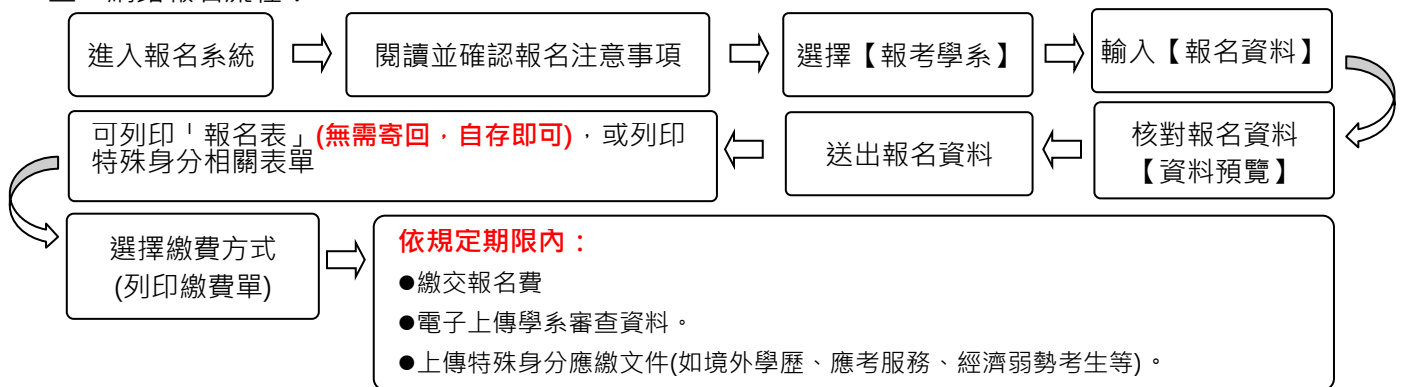 進入報名系統
閱讀並確認報名注意事項
選擇【報考學系】
輸入【報名資料】
核對報名資料
【資料預覽】
送出報名資料
可列印「報名表」(無需寄回，自存即可)，或列印
特殊身分相關表單
選擇繳費方式
(列印繳費單)
依規定期限內：
●繳交報名費
●電子上傳學系審查資料。
●上傳特殊身分應繳文件(如境外學歷、應考服務、經濟弱勢考生等)。